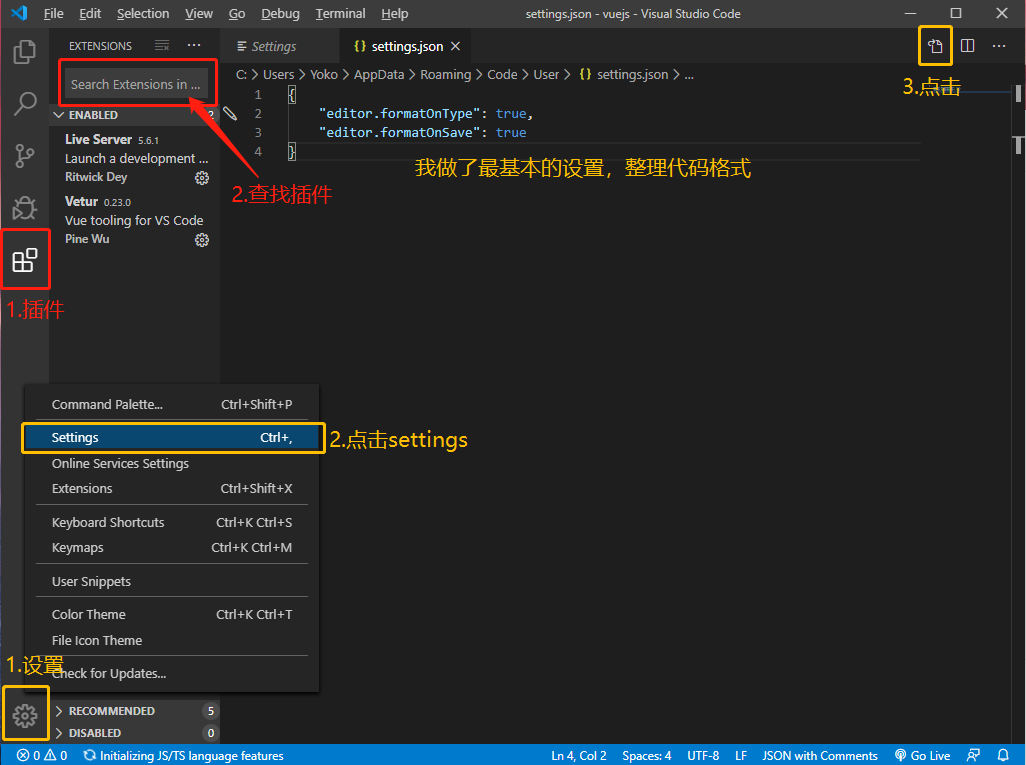 File Edit Selection View Go Debug Terminal Help settings.json - vuejs - Visual Studio Code
EXTENSIONS
Settings
{} settings.json
3.点击
Search Extensions in ...
C: > Users > Yoko > AppData > Roaming > Code > User > {} settings.json > ...
ENABLED 2
1 {
2 "editor.formatOnType": true,
3 "editor.formatOnSave": true
4 }
我做了最基本的设置，整理代码格式
Live Server 5.6.1
Launch a development ...
Ritwick Dey
2.查找插件
Vetur 0.23.0
Vue tooling for VS Code
Pine Wu
1.插件
Command Palette... Ctrl+Shift+P
Settings Ctrl+,
2.点击settings
Online Services Settings
Extensions Ctrl+Shift+X
Keyboard Shortcuts Ctrl+K Ctrl+S
Keymaps Ctrl+K Ctrl+M
User Snippets
Color Theme Ctrl+K Ctrl+T
File Icon Theme
1.设置
Check for Updates...
RECOMMENDED 5
DISABLED 0
0 0 Initializing JS/TS language features Ln 4, Col 2 Spaces: 4 UTF-8 LF JSON with Comments Go Live